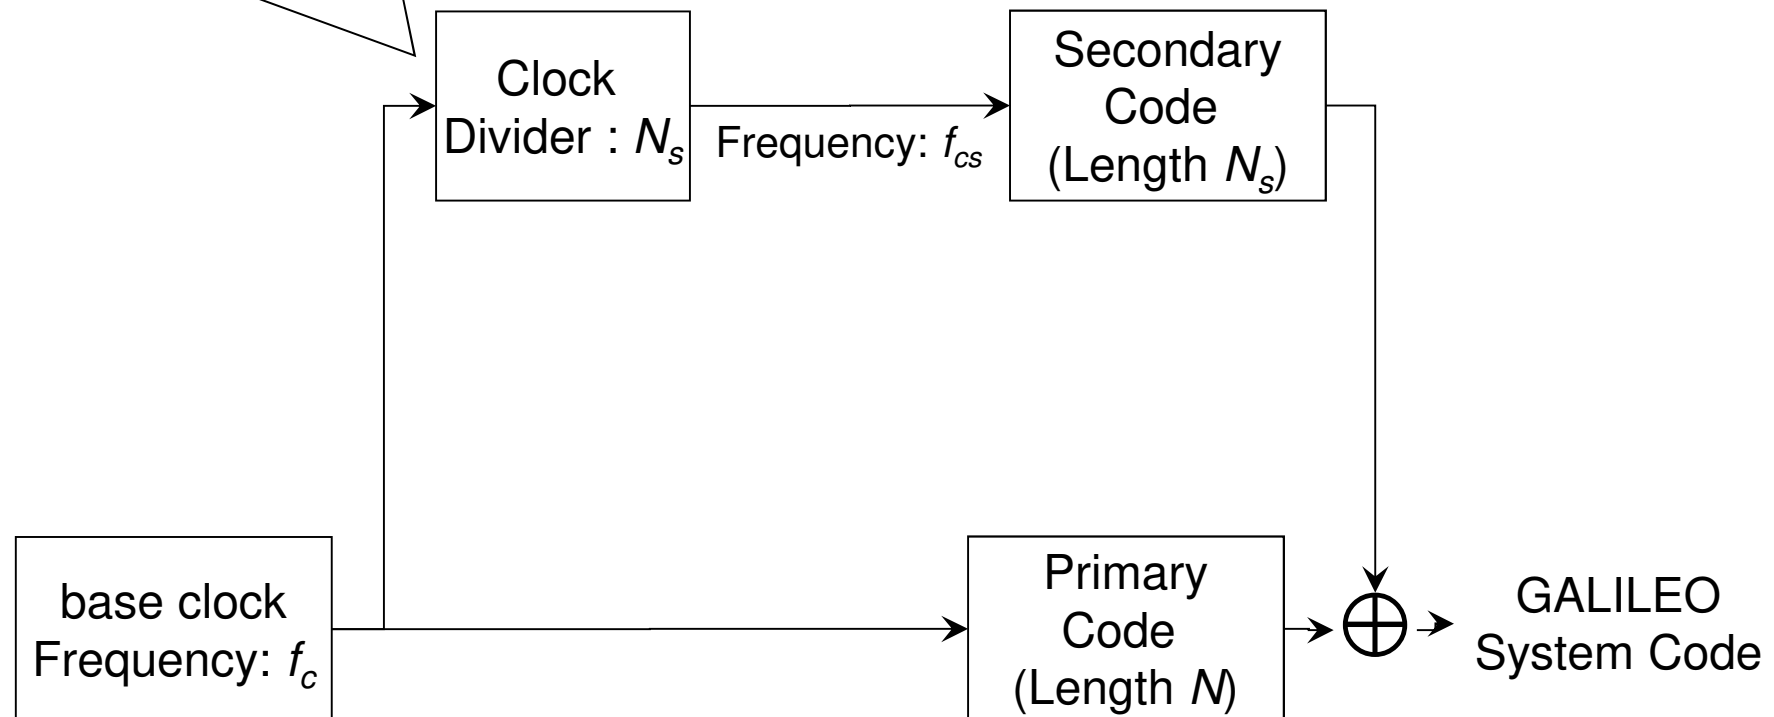 Clock
Divider : Ns
Frequency: fcs
Secondary
Code
(Length Ns)
base clock
Frequency: fc
Primary
Code
(Length N)
GALILEO
System Code